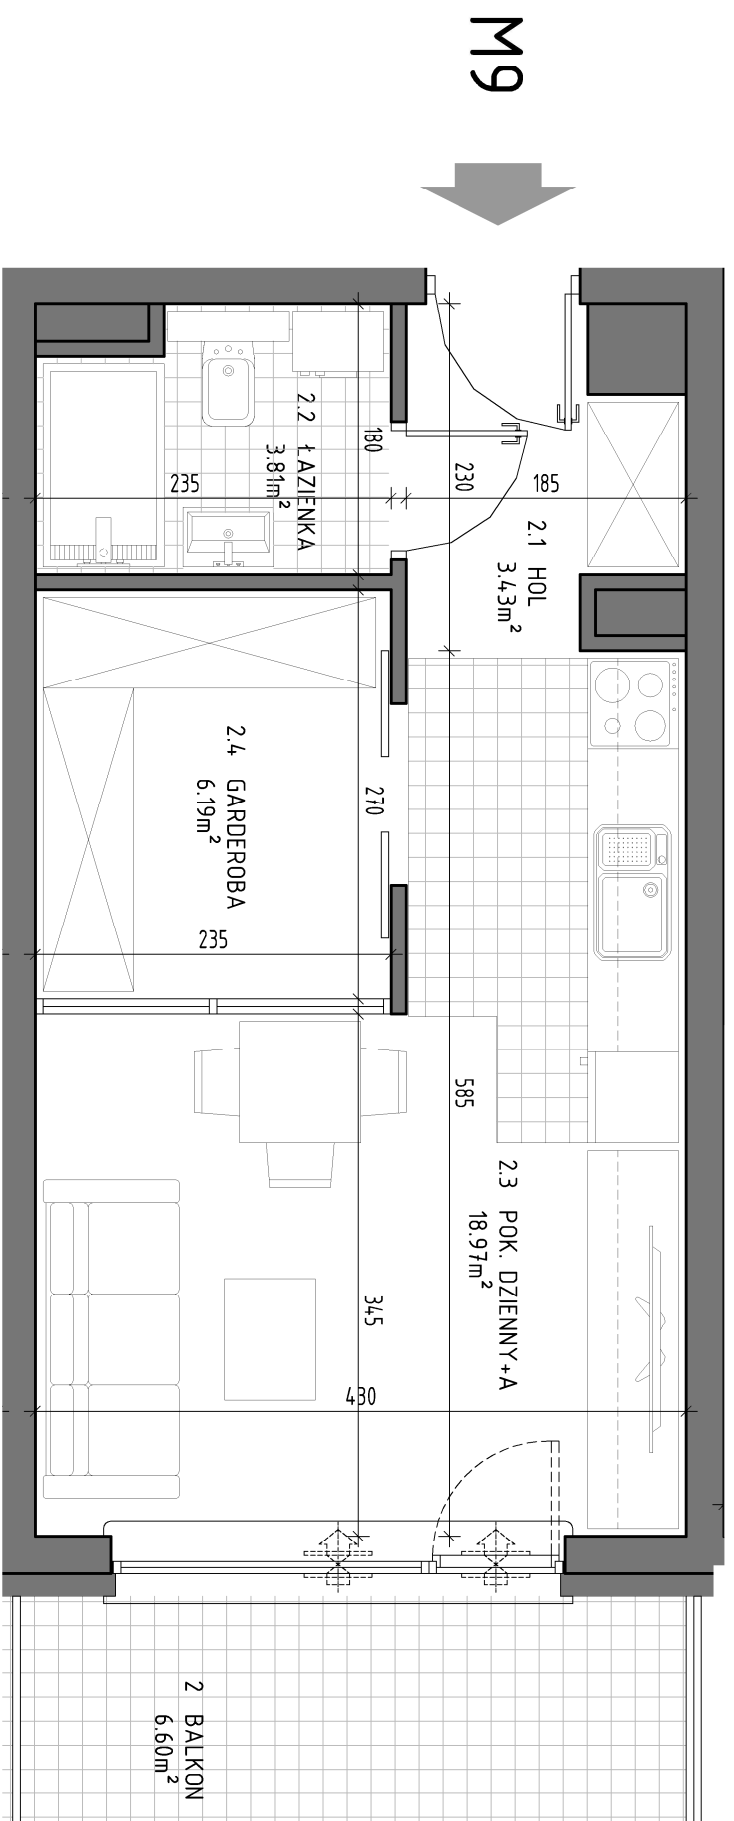 M9
2.2 ŁAZIENKA
3.81m²
180
235
230
185
2.1 HOL
3.43m²
2.4 GARDEROBA
6.19m²
270
235
585
2.3 POK. DZIENNY+A
18.97m²
345
430
2 BALKON
6.60m²